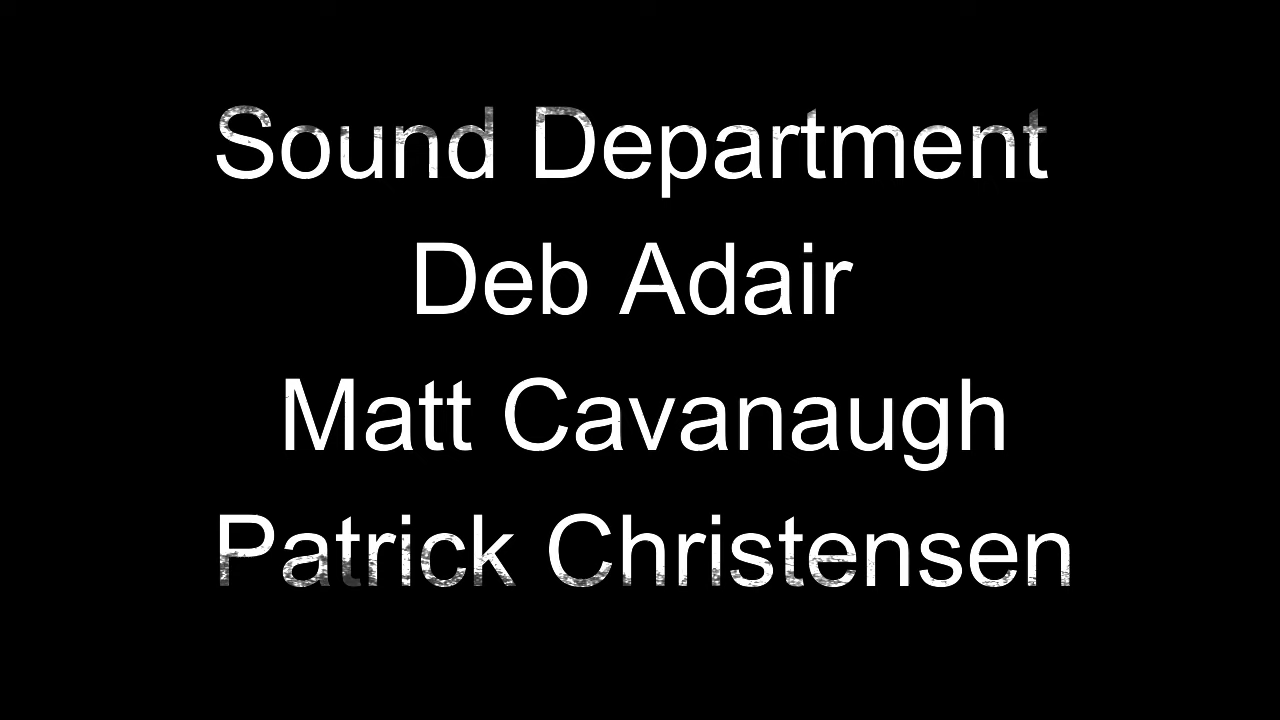 Sound Department
Deb Adair
Matt Cavanaugh
Patrick Christensen